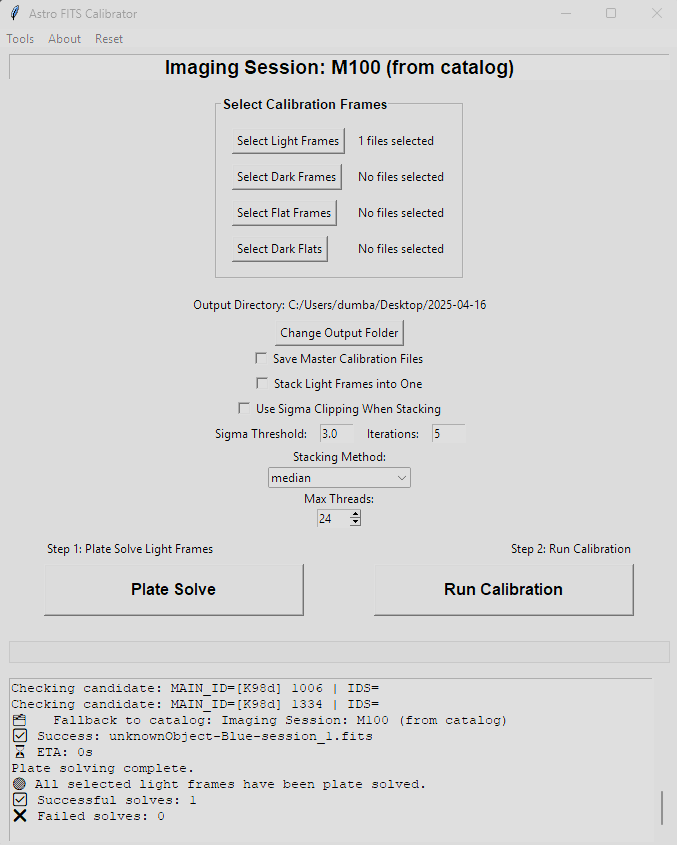 Astro FITS Calibrator
Tools About Reset
Imaging Session: M100 (from catalog)
Select Calibration Frames
Select Light Frames 1 files selected
Select Dark Frames No files selected
Select Flat Frames No files selected
Select Dark Flats No files selected
Output Directory: C:/Users/dumba/Desktop/2025-04-16
Change Output Folder
Save Master Calibration Files
Stack Light Frames into One
Use Sigma Clipping When Stacking
Sigma Threshold: 3.0 Iterations: 5
Stacking Method:
median
Max Threads:
24
Step 1: Plate Solve Light Frames Step 2: Run Calibration
Plate Solve Run Calibration
Checking candidate: MAIN_ID=[K98d] 1006 | IDS=
Checking candidate: MAIN_ID=[K98d] 1334 | IDS=
Fallback to catalog: Imaging Session: M100 (from catalog)
Success: unknownObject-Blue-session_1.fits
ETA: 0s
Plate solving complete.
All selected light frames have been plate solved.
Successful solves: 1
Failed solves: 0